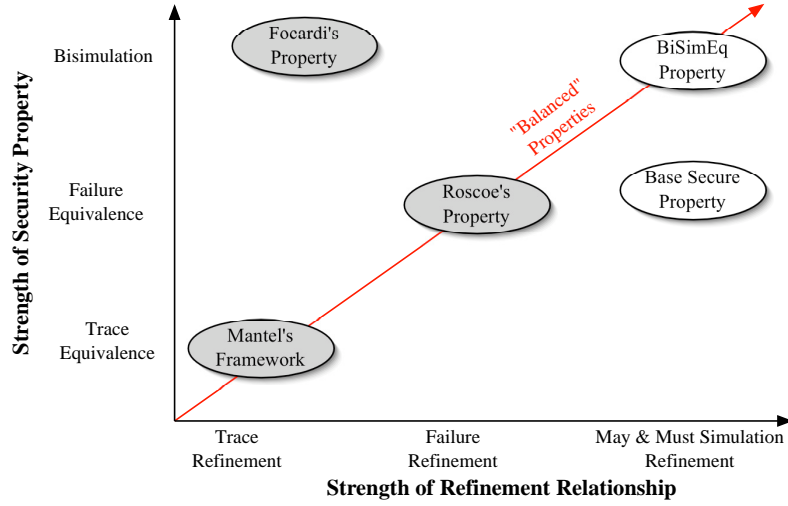 Focardi's
Property
BiSimEq
Property
Bisimulation
"Balanced"
Properties
Strength of Security Property
Failure
Equivalence
Roscoe's
Property
Base Secure
Property
Trace
Equivalence
Mantel's
Framework
Trace
Refinement
Failure
Refinement
May & Must Simulation
Refinement
Strength of Refinement Relationship